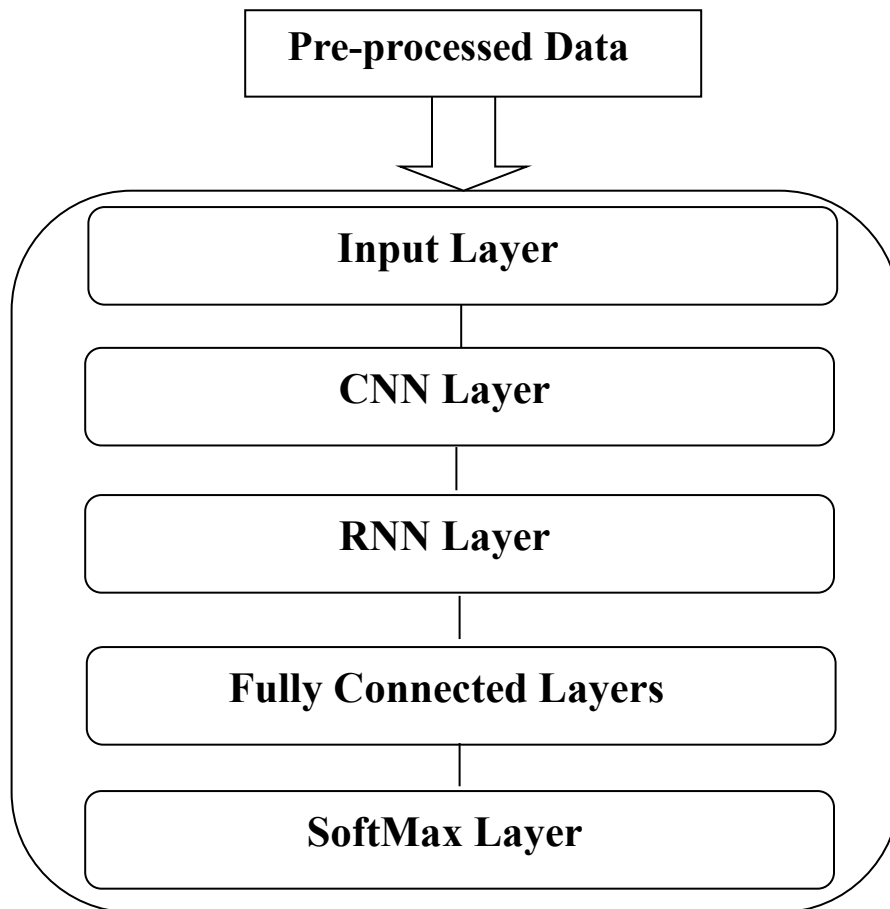 Pre-processed Data
Input Layer
CNN Layer
RNN Layer
Fully Connected Layers
SoftMax Layer